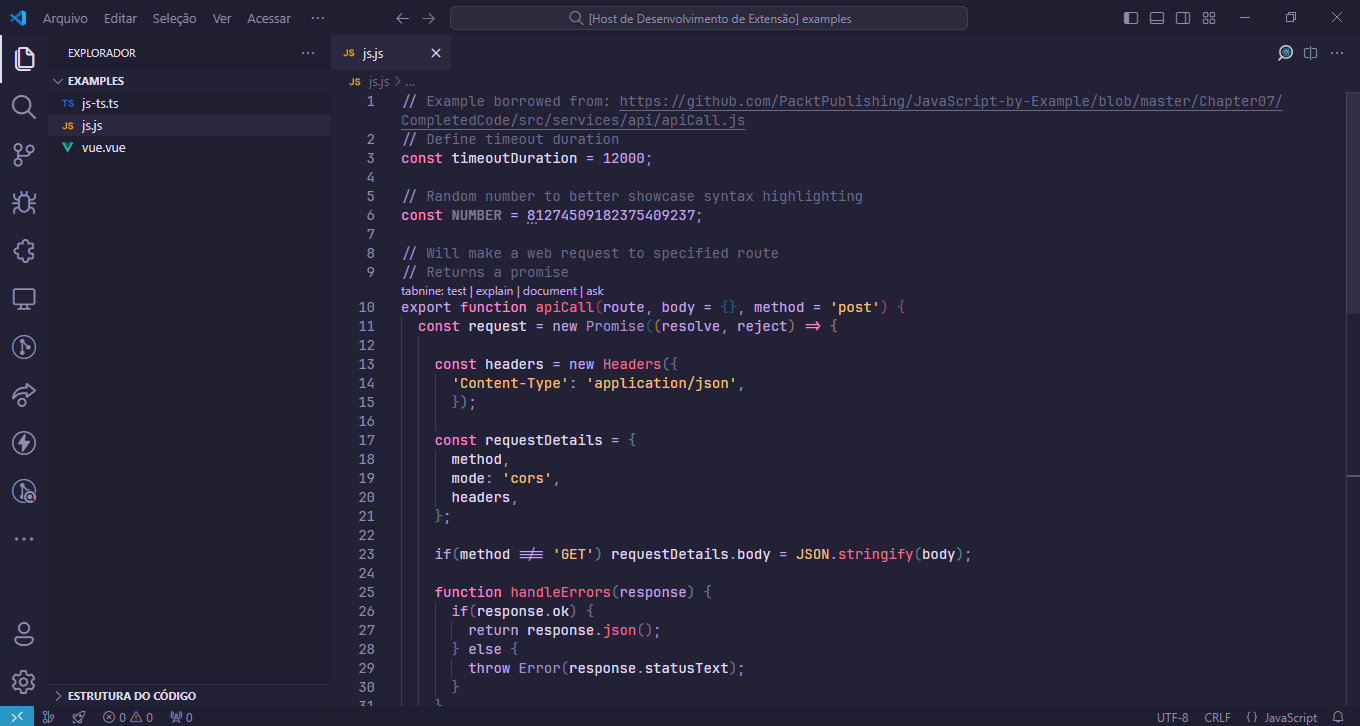 Arquivo Editar Seleção Ver Acessar ···
[Host de Desenvolvimento de Extensão] examples
EXPLORADOR ···
EXAMPLES
TS js-ts.ts
JS js.js
vue.vue
ESTRUTURA DO CÓDIGO
JS js.js
JS js.js > ...
1 // Example borrowed from: https://github.com/PacktPublishing/JavaScript-by-Example/blob/master/Chapter07/
CompletedCode/src/services/api/apiCall.js
2 // Define timeout duration
3 const timeoutDuration = 12000;
4
5 // Random number to better showcase syntax highlighting
6 const NUMBER = 81274509182375409237;
7
8 // Will make a web request to specified route
9 // Returns a promise
tabnine: test | explain | document | ask
10 export function apiCall(route, body = {}, method = 'post') {
11 const request = new Promise((resolve, reject) => {
12
13 const headers = new Headers({
14 'Content-Type': 'application/json',
15 });
16
17 const requestDetails = {
18 method,
19 mode: 'cors',
20 headers,
21 };
22
23 if(method !== 'GET') requestDetails.body = JSON.stringify(body);
24
25 function handleErrors(response) {
26 if(response.ok) {
27 return response.json();
28 } else {
29 throw Error(response.statusText);
30 }
31 }
0 0 0
UTF-8 CRLF {} JavaScript